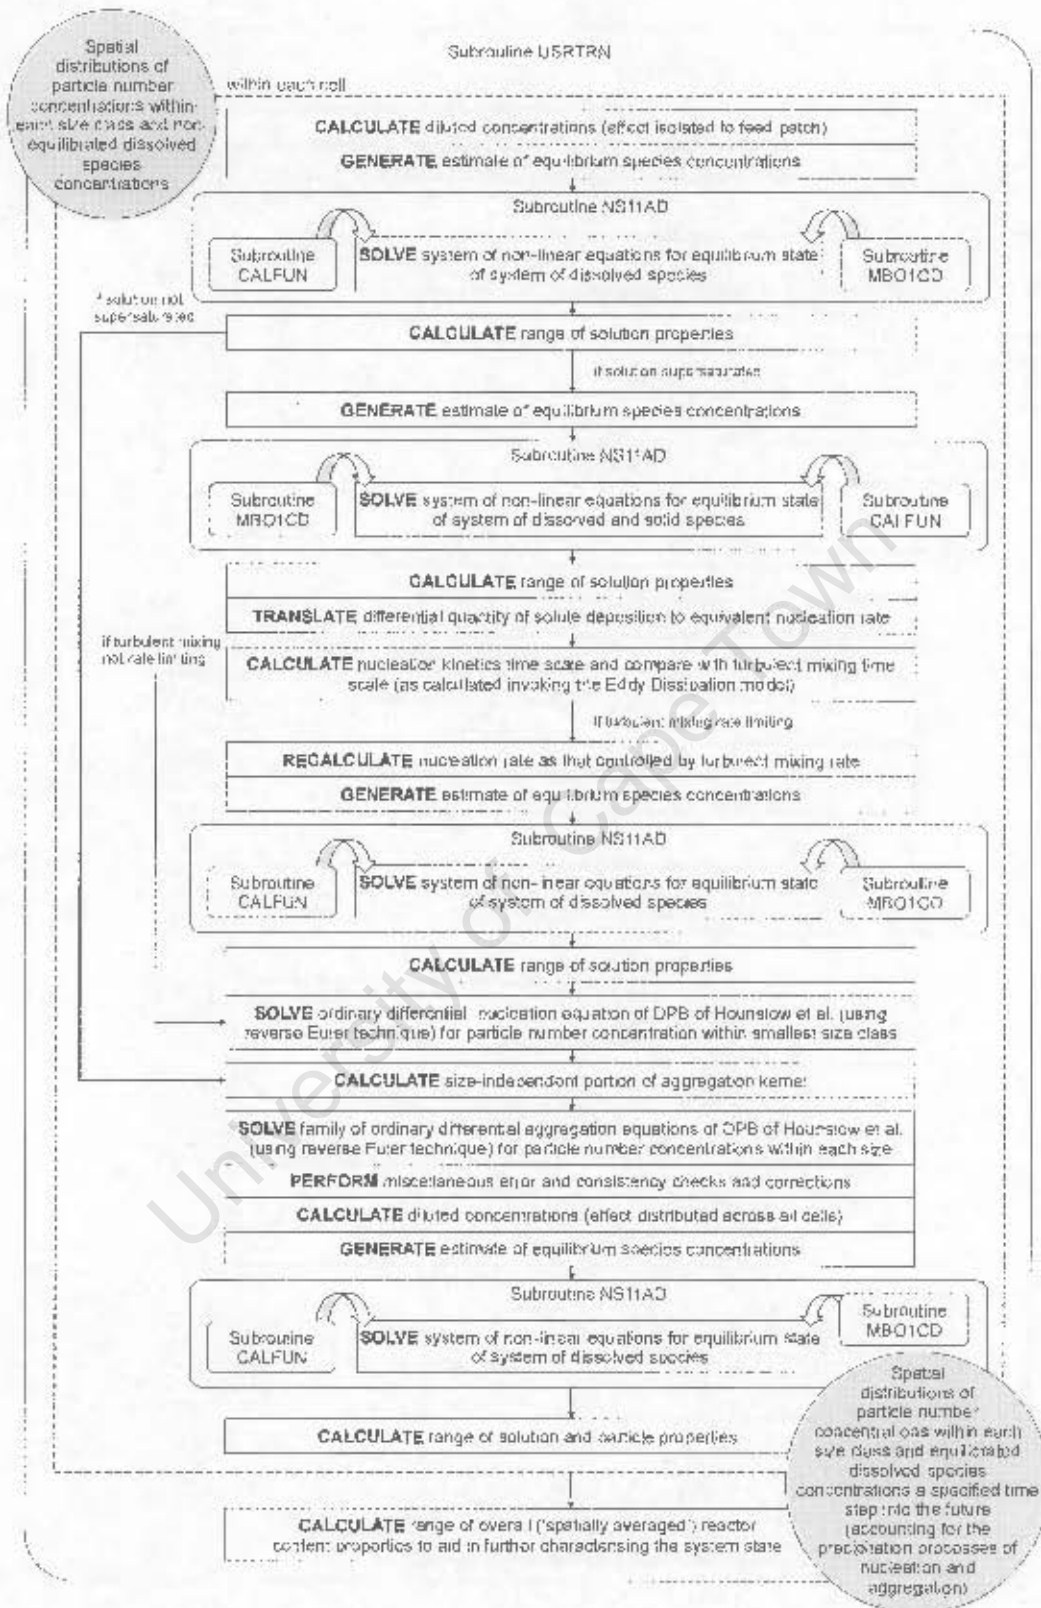 Spatial
distributions of
particle number
concentrations within
each size class and non-
equilibrated dissolved
species
concentrations
Subroutine USRTRN
within each cell
CALCULATE diluted concentrations (effect isolated to feed patch)
GENERATE estimate of equilibrium species concentrations
Subroutine NS11AD
Subroutine
CALFUN
SOLVE system of non-linear equations for equilibrium state
of system of dissolved species
Subroutine
MBO1CD
if solution not
supersaturated
CALCULATE range of solution properties
if solution supersaturated
GENERATE estimate of equilibrium species concentrations
Subroutine NS11AD
Subroutine
MBO1CD
SOLVE system of non-linear equations for equilibrium state
of system of dissolved and solid species
Subroutine
CALFUN
CALCULATE range of solution properties
TRANSLATE differential quantity of solute deposition to equivalent nucleation rate
if turbulent mixing
not rate limiting
CALCULATE nucleation kinetics time scale and compare with turbulent mixing time
scale (as calculated invoking the Eddy Dissipation model)
if turbulent mixing rate limiting
RECALCULATE nucleation rate as that controlled by turbulent mixing rate
GENERATE estimate of equilibrium species concentrations
Subroutine NS11AD
Subroutine
CALFUN
SOLVE system of non-linear equations for equilibrium state
of system of dissolved species
Subroutine
MBO1CD
CALCULATE range of solution properties
SOLVE ordinary differential nucleation equation of DPB of Hounslow et al. (using
reverse Euler technique) for particle number concentration within smallest size class
CALCULATE size-independent portion of aggregation kernel
SOLVE family of ordinary differential aggregation equations of DPB of Hounslow et al.
(using reverse Euler technique) for particle number concentrations within each size
PERFORM miscellaneous error and consistency checks and corrections
CALCULATE diluted concentrations (effect distributed across all cells)
GENERATE estimate of equilibrium species concentrations
Subroutine NS11AD
Subroutine
CALFUN
SOLVE system of non-linear equations for equilibrium state
of system of dissolved species
Subroutine
MBO1CD
CALCULATE range of solution and particle properties
Spatial
distributions of
particle number
concentrations within each
size class and equilibrated
dissolved species
concentrations a specified time
step into the future
(accounting for the
precipitation processes of
nucleation and
aggregation)
CALCULATE range of overall ('spatially averaged') reactor
content properties to aid in further characterising the system state
University of Cape Town